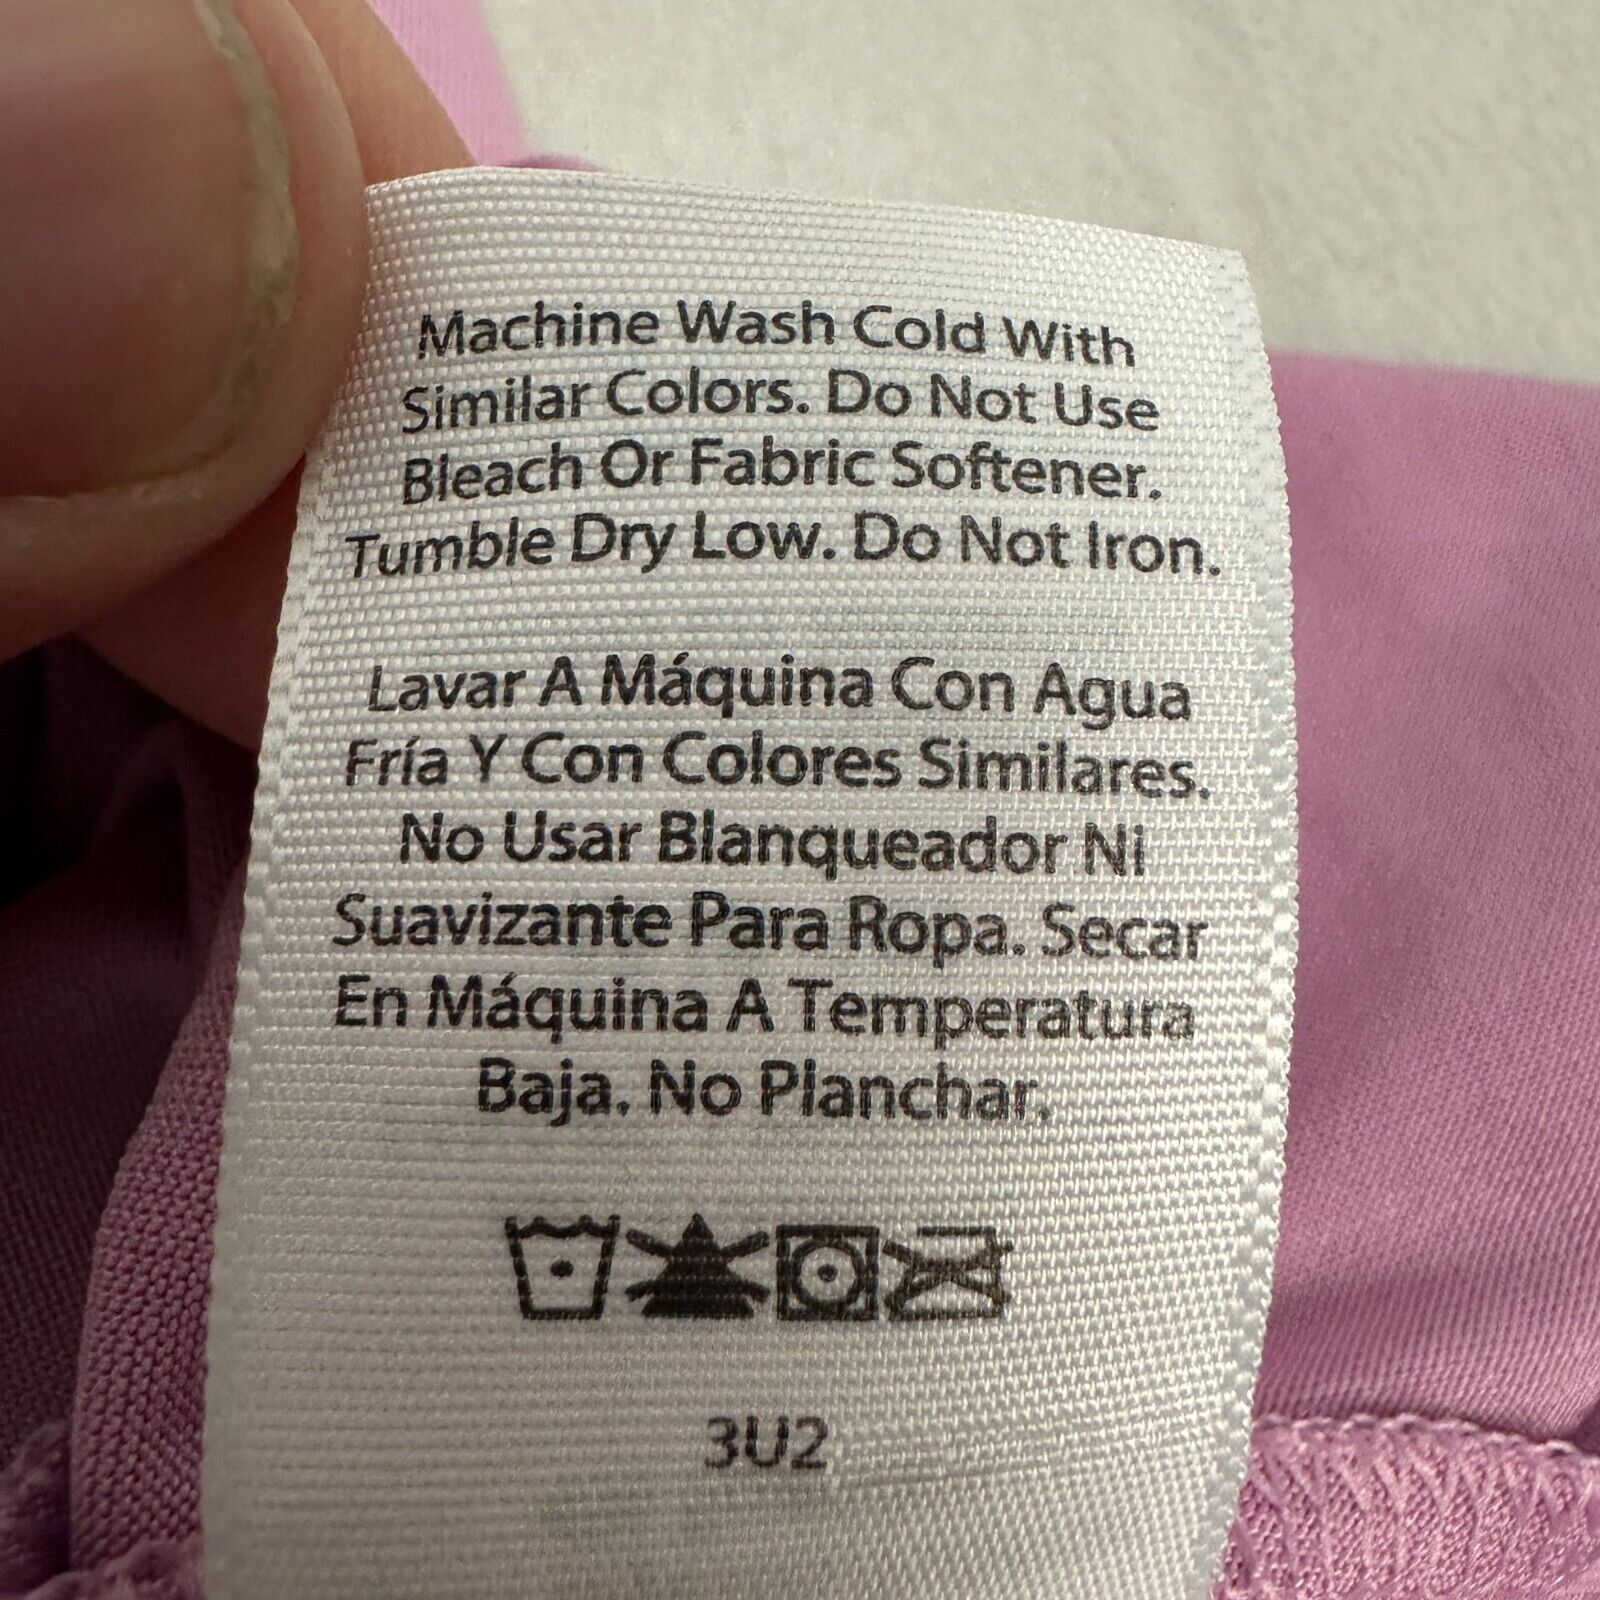 Machine Wash Cold With
Similar Colors. Do Not Use
Bleach Or Fabric Softener.
Tumble Dry Low. Do Not Iron.
Lavar A Máquina Con Agua
Fría Y Con Colores Similares.
No Usar Blanqueador Ni
Suavizante Para Ropa. Secar
En Máquina A Temperatura
Baja. No Planchar.
3U2